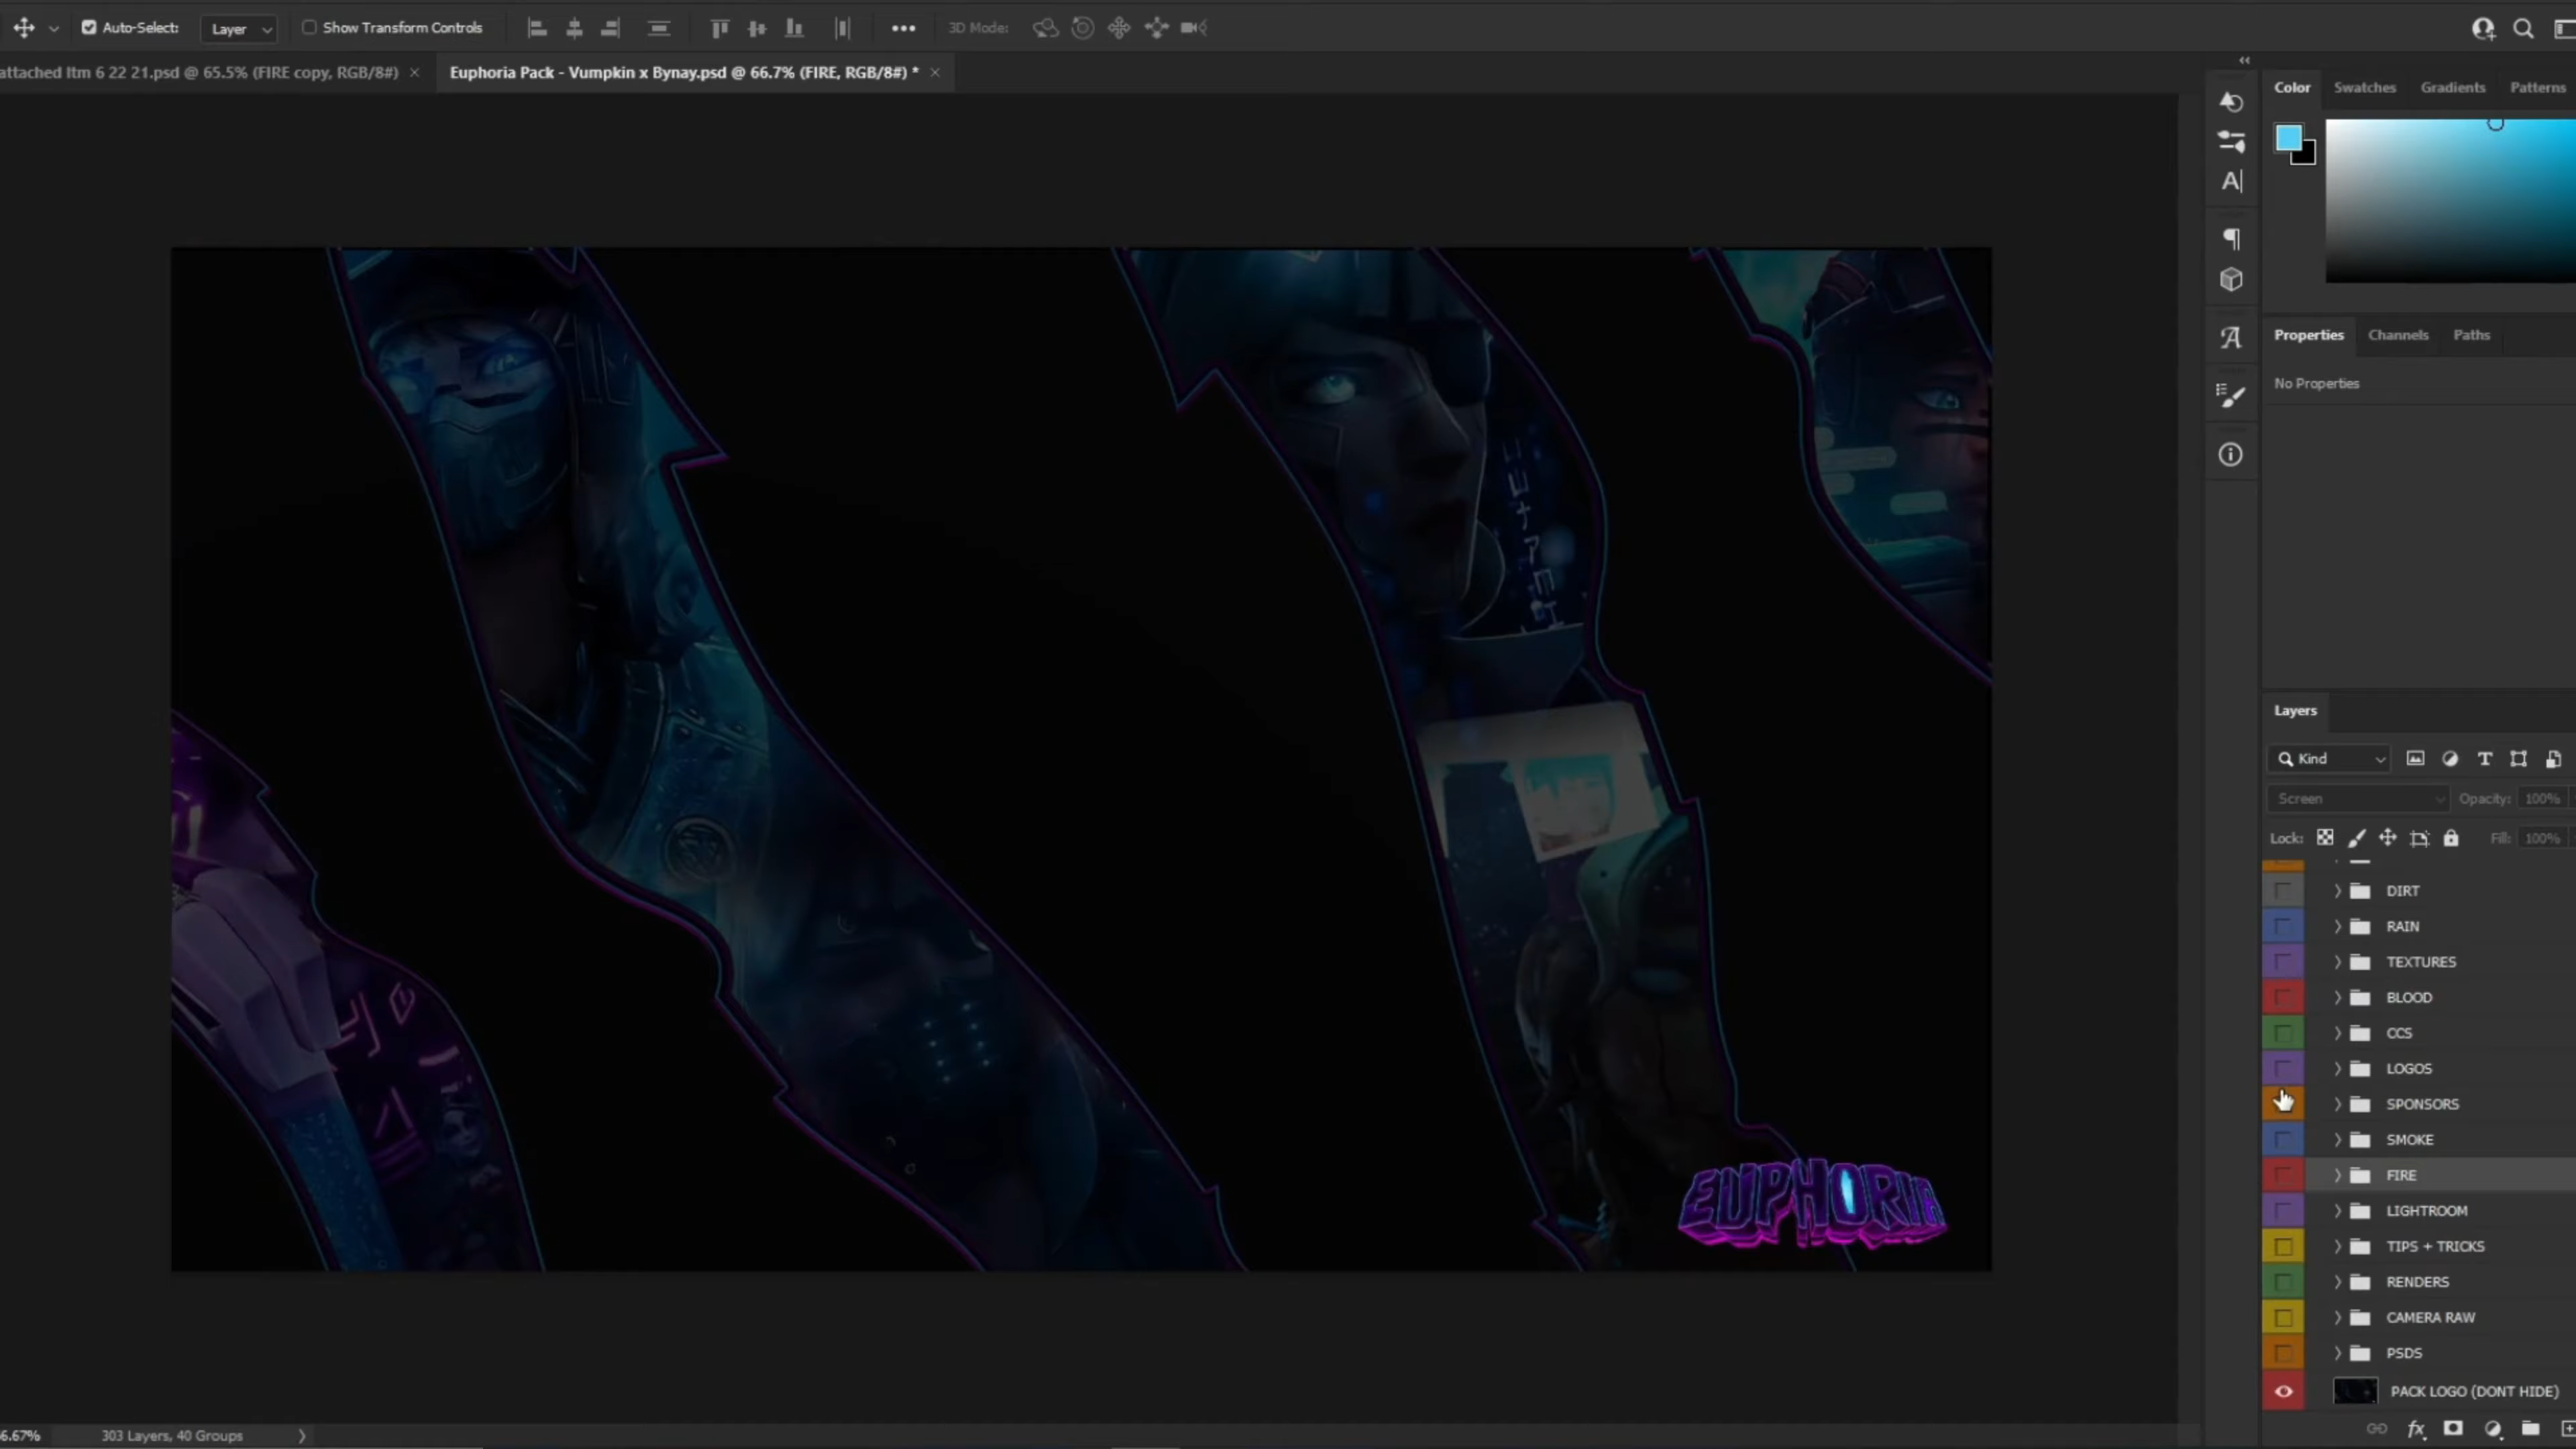 Auto-Select: Layer Show Transform Controls 3D Mode:
attached ltm 6 22 21.psd @ 65.5% (FIRE copy, RGB/8#) × Euphoria Pack - Vumpkin x Bynay.psd @ 66.7% (FIRE, RGB/8#) * ×
Color Swatches Gradients Patterns
Properties Channels Paths
No Properties
Layers
Kind
Screen Opacity: 100%
Lock: Fill: 100%
DIRT
RAIN
TEXTURES
BLOOD
CCS
LOGOS
SPONSORS
SMOKE
FIRE
LIGHTROOM
TIPS + TRICKS
RENDERS
CAMERA RAW
PSDS
PACK LOGO (DONT HIDE)
EUPHORIA
6.67% 303 Layers, 40 Groups